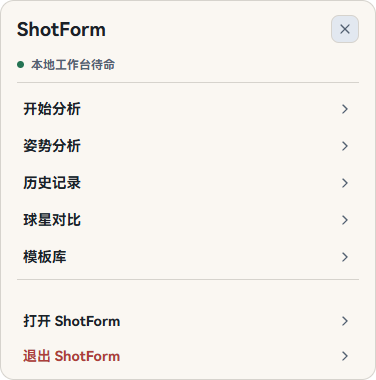 ShotForm
本地工作台待命
开始分析
姿势分析
历史记录
球星对比
模板库
打开 ShotForm
退出 ShotForm